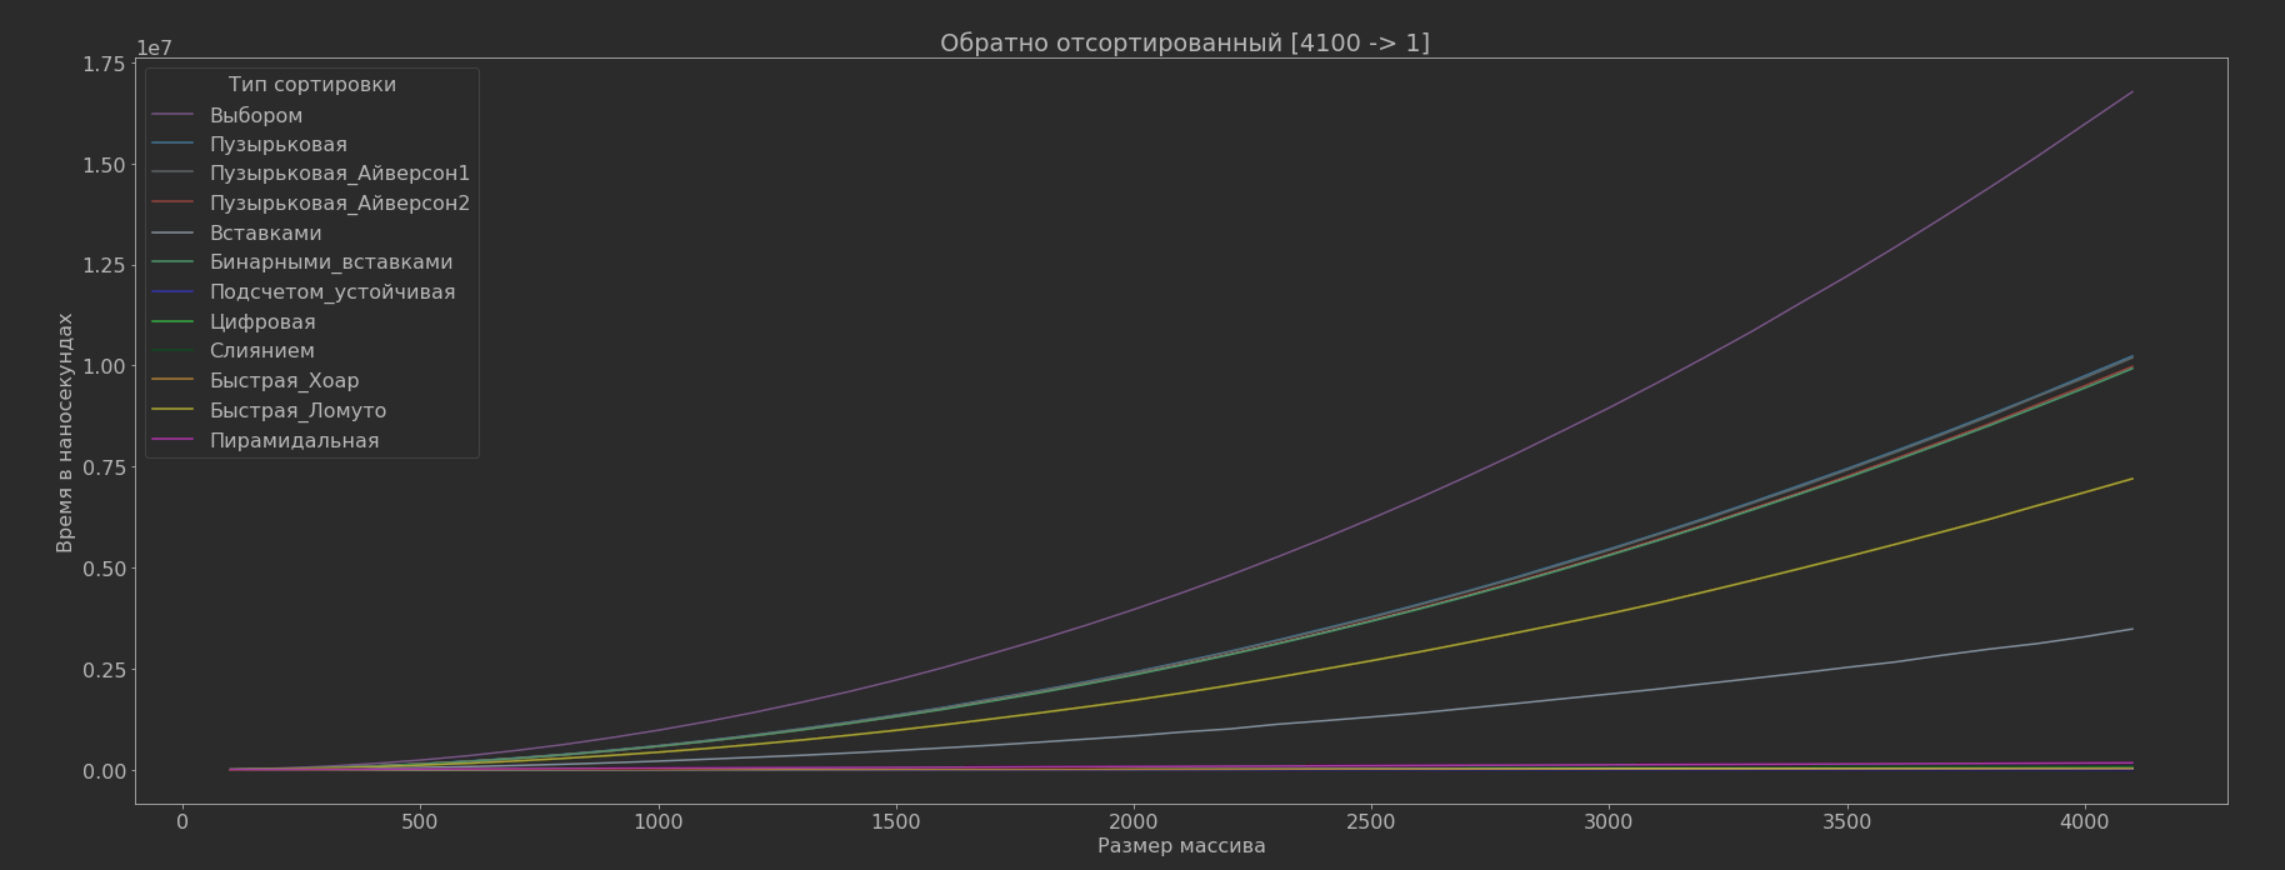 Обратно отсортированный [4100 -> 1]
1e7
1.75
1.50
1.25
1.00
0.75
0.50
0.25
0.00
Время в наносекундах
Тип сортировки
Выбором
Пузырьковая
Пузырьковая_Айверсон1
Пузырьковая_Айверсон2
Вставками
Бинарными_вставками
Подсчетом_устойчивая
Цифровая
Слиянием
Быстрая_Хоар
Быстрая_Ломуто
Пирамидальная
0 500 1000 1500 2000 2500 3000 3500 4000
Размер массива